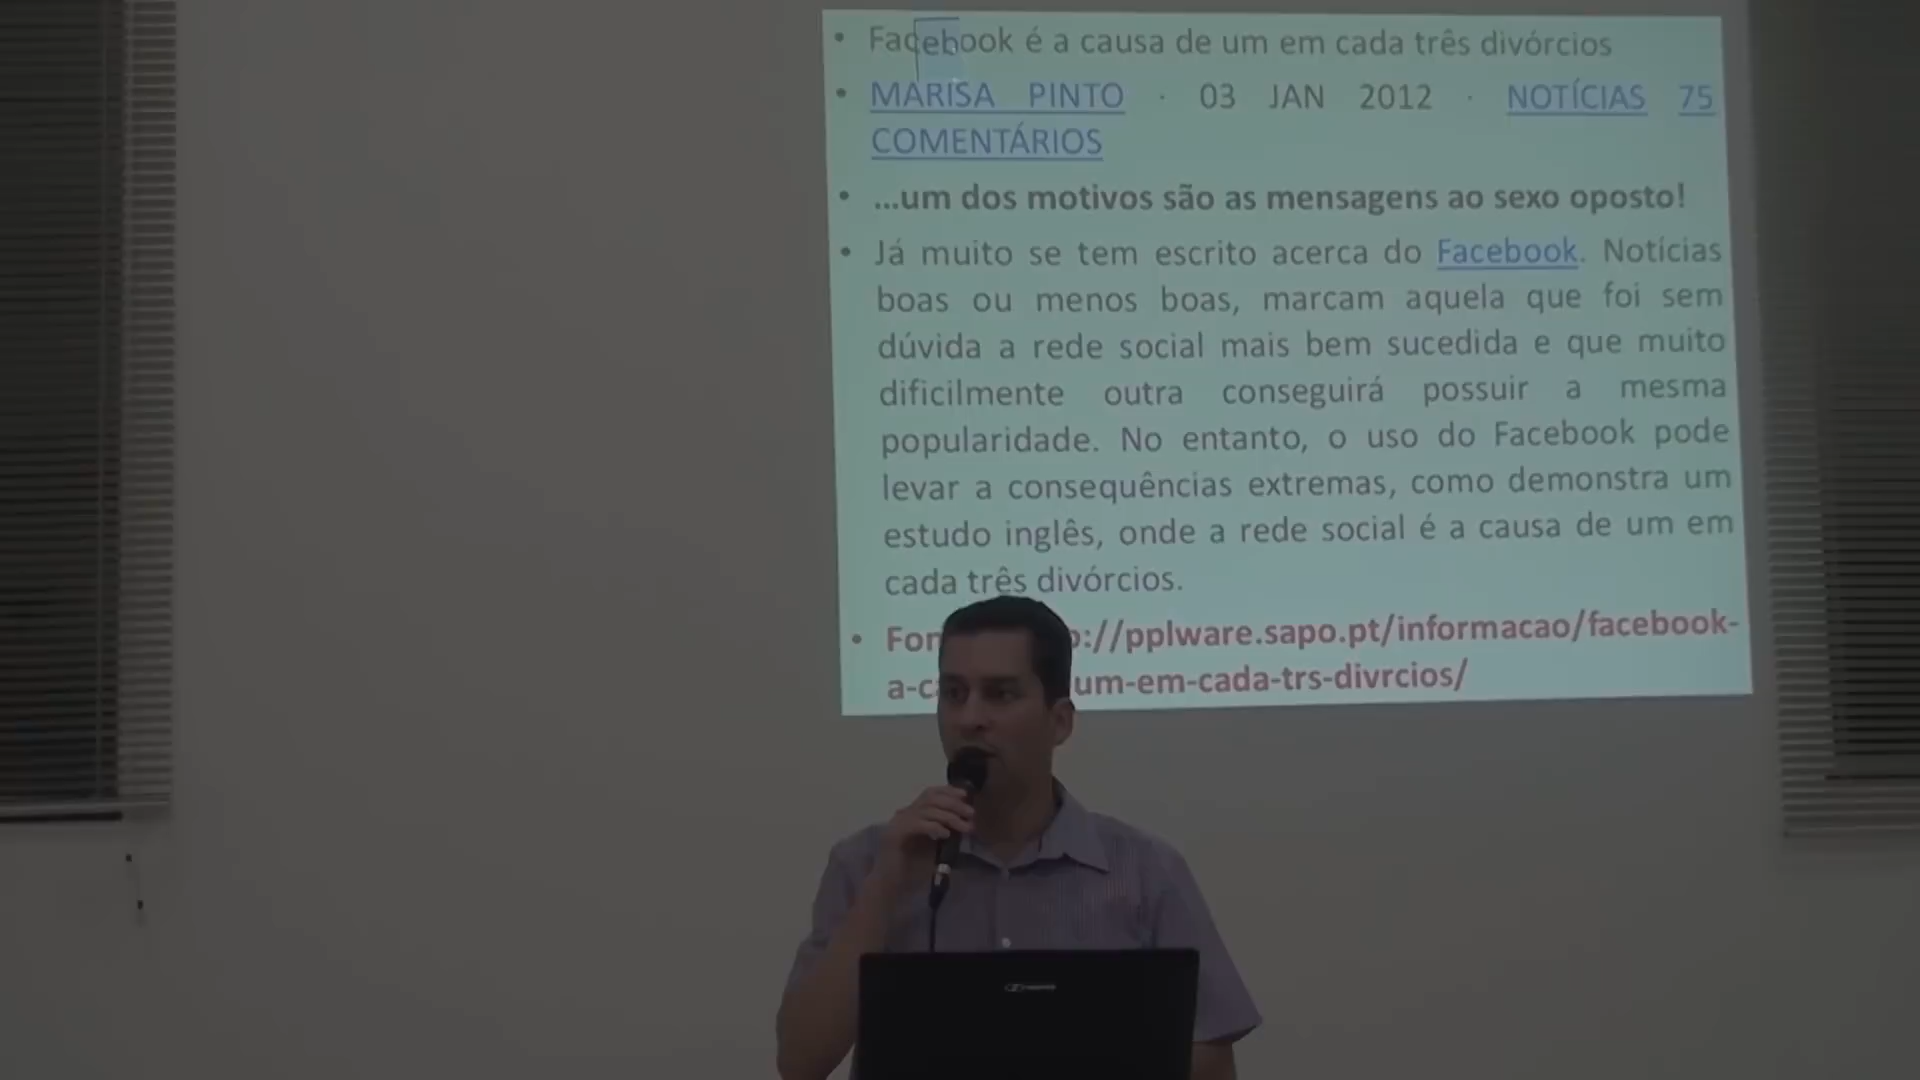 • Facebook é a causa de um em cada três divórcios
• MARISA PINTO · 03 JAN 2012 · NOTÍCIAS 75
COMENTÁRIOS
• ...um dos motivos são as mensagens ao sexo oposto!
• Já muito se tem escrito acerca do Facebook. Notícias
boas ou menos boas, marcam aquela que foi sem
dúvida a rede social mais bem sucedida e que muito
dificilmente outra conseguirá possuir a mesma
popularidade. No entanto, o uso do Facebook pode
levar a consequências extremas, como demonstra um
estudo inglês, onde a rede social é a causa de um em
cada três divórcios.
• Fon p://pplware.sapo.pt/informacao/facebook-
a-ca um-em-cada-trs-divrcios/